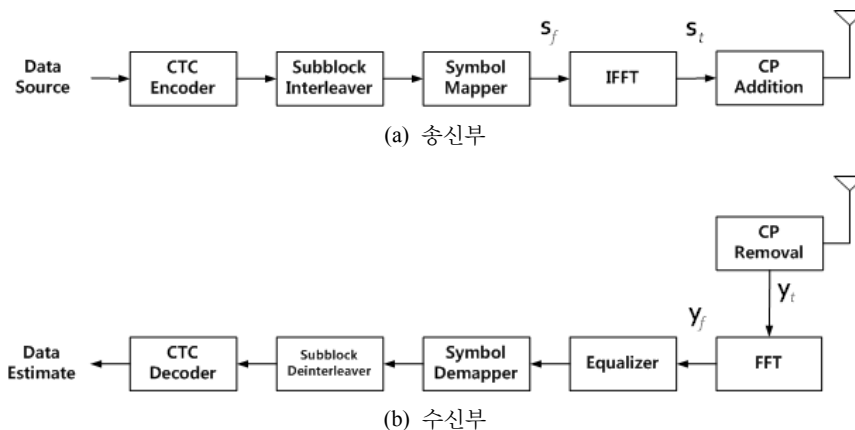 s_f
s_t
Data Source
CTC Encoder
Subblock Interleaver
Symbol Mapper
IFFT
CP Addition
(a) 송신부
CP Removal
y_t
y_f
Data Estimate
CTC Decoder
Subblock Deinterleaver
Symbol Demapper
Equalizer
FFT
(b) 수신부